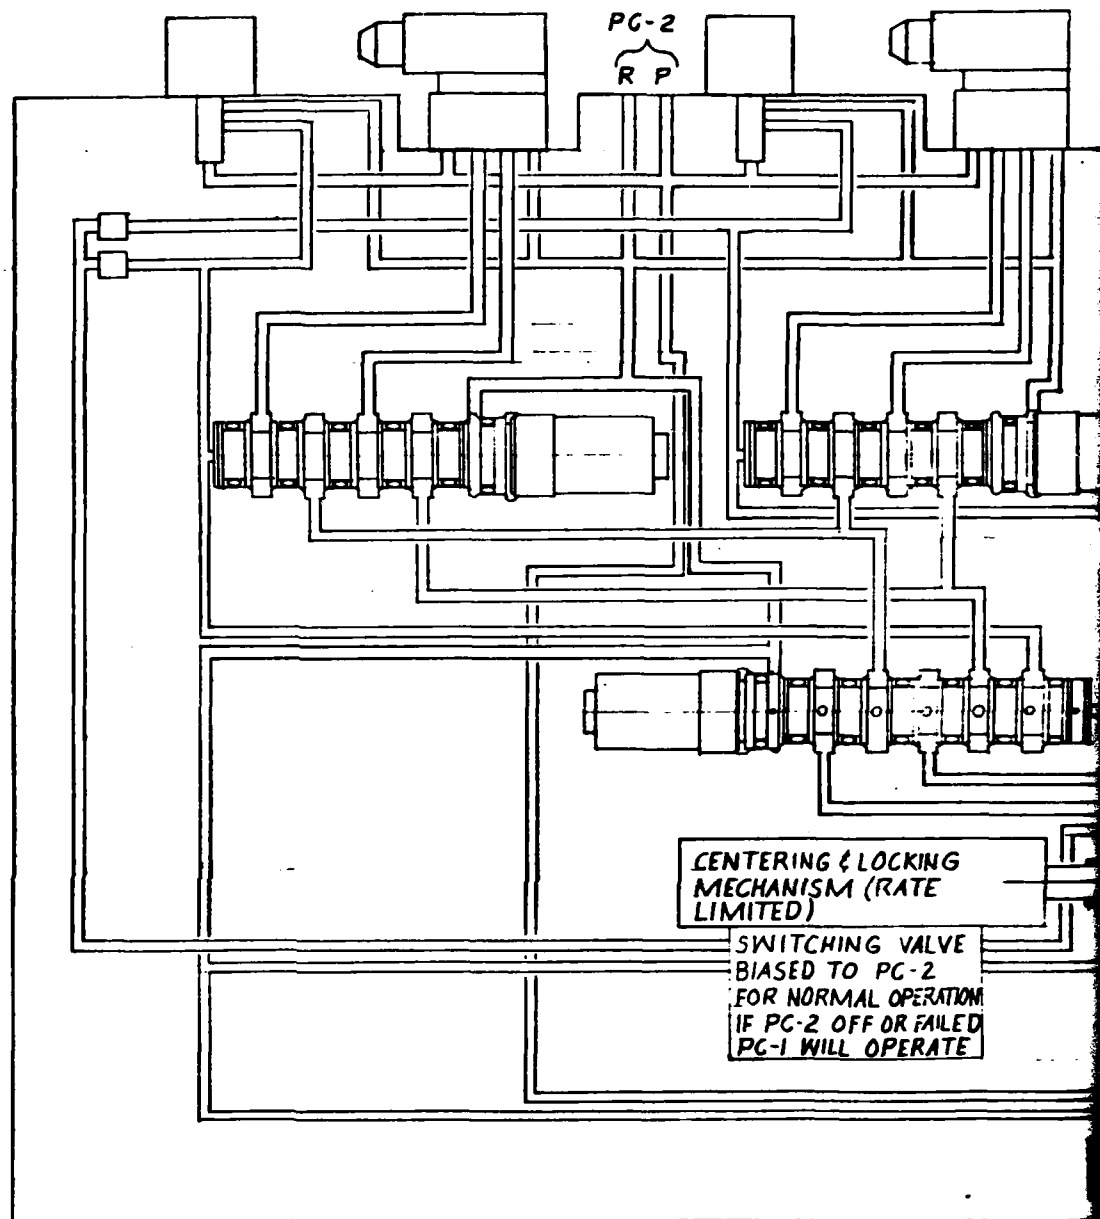 PC-2
R P
CENTERING & LOCKING
MECHANISM (RATE
LIMITED)
SWITCHING VALVE
BIASED TO PC-2
FOR NORMAL OPERATION
IF PC-2 OFF OR FAILED
PC-1 WILL OPERATE